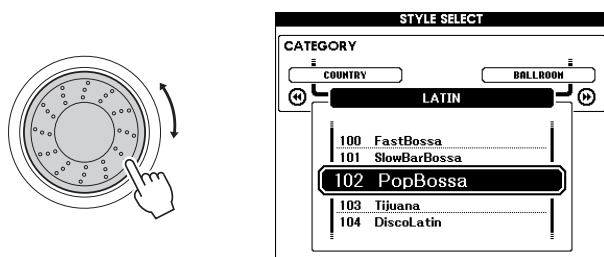 STYLE SELECT
CATEGORY
COUNTRY BALLROOM
LATIN
100 FastBossa
101 SlowBarBossa
102 PopBossa
103 Tijuana
104 DiscoLatin